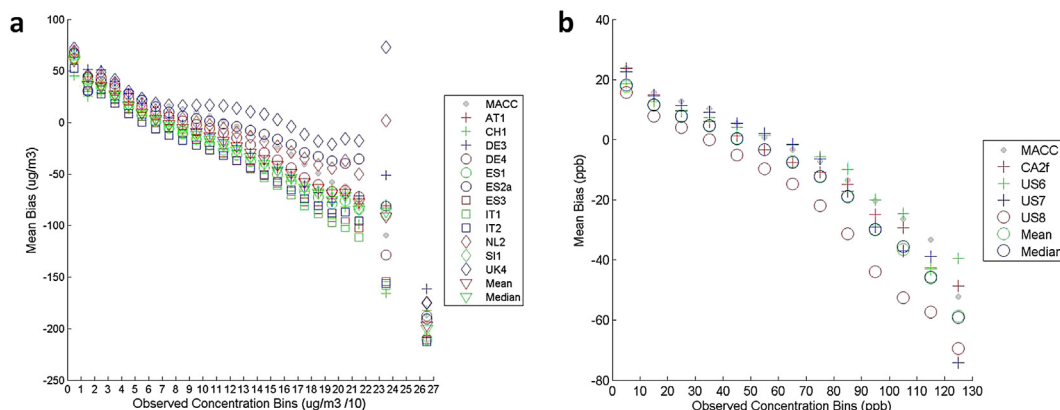 a
100
50
0
-50
-100
-150
-200
-250
Mean Bias (ug/m3)
0 1 2 3 4 5 6 7 8 9 10 11 12 13 14 15 16 17 18 19 20 21 22 23 24 25 26 27
Observed Concentration Bins (ug/m3 /10)
MACC
AT1
CH1
DE3
DE4
ES1
ES2a
ES3
IT1
IT2
NL2
SI1
UK4
Mean
Median
b
40
20
0
-20
-40
-60
-80
Mean Bias (ppb)
0 10 20 30 40 50 60 70 80 90 100 110 120 130
Observed Concentration Bins (ppb)
MACC
CA2f
US6
US7
US8
Mean
Median